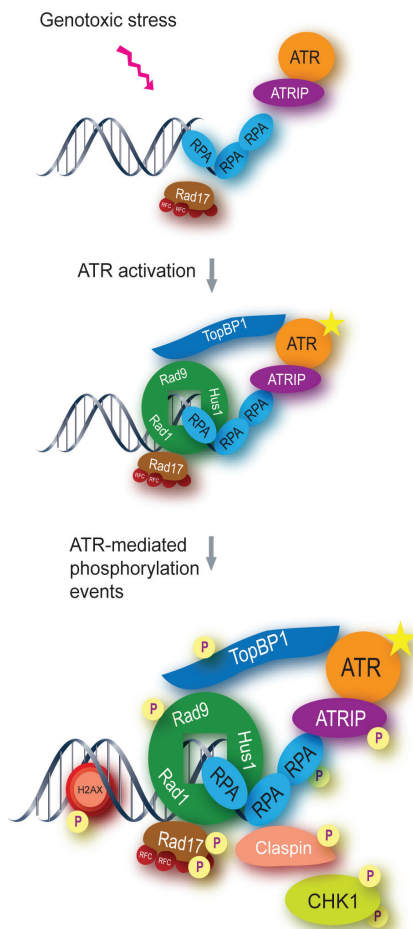 Genotoxic stress
ATR
ATRIP
RPA
RPA
RPA
Rad17
RFC
RFC
ATR activation
TopBP1
ATR
Rad9
ATRIP
Hus1
RPA
RPA
RPA
Rad1
Rad17
RFC
RFC
ATR-mediated
phosphorylation
events
P
TopBP1
ATR
P
Rad9
ATRIP
P
Hus1
RPA
P
H2AX
RPA
RPA
Rad1
P
Rad17
P
P
RFC
RFC
Claspin
P
CHK1
P
P